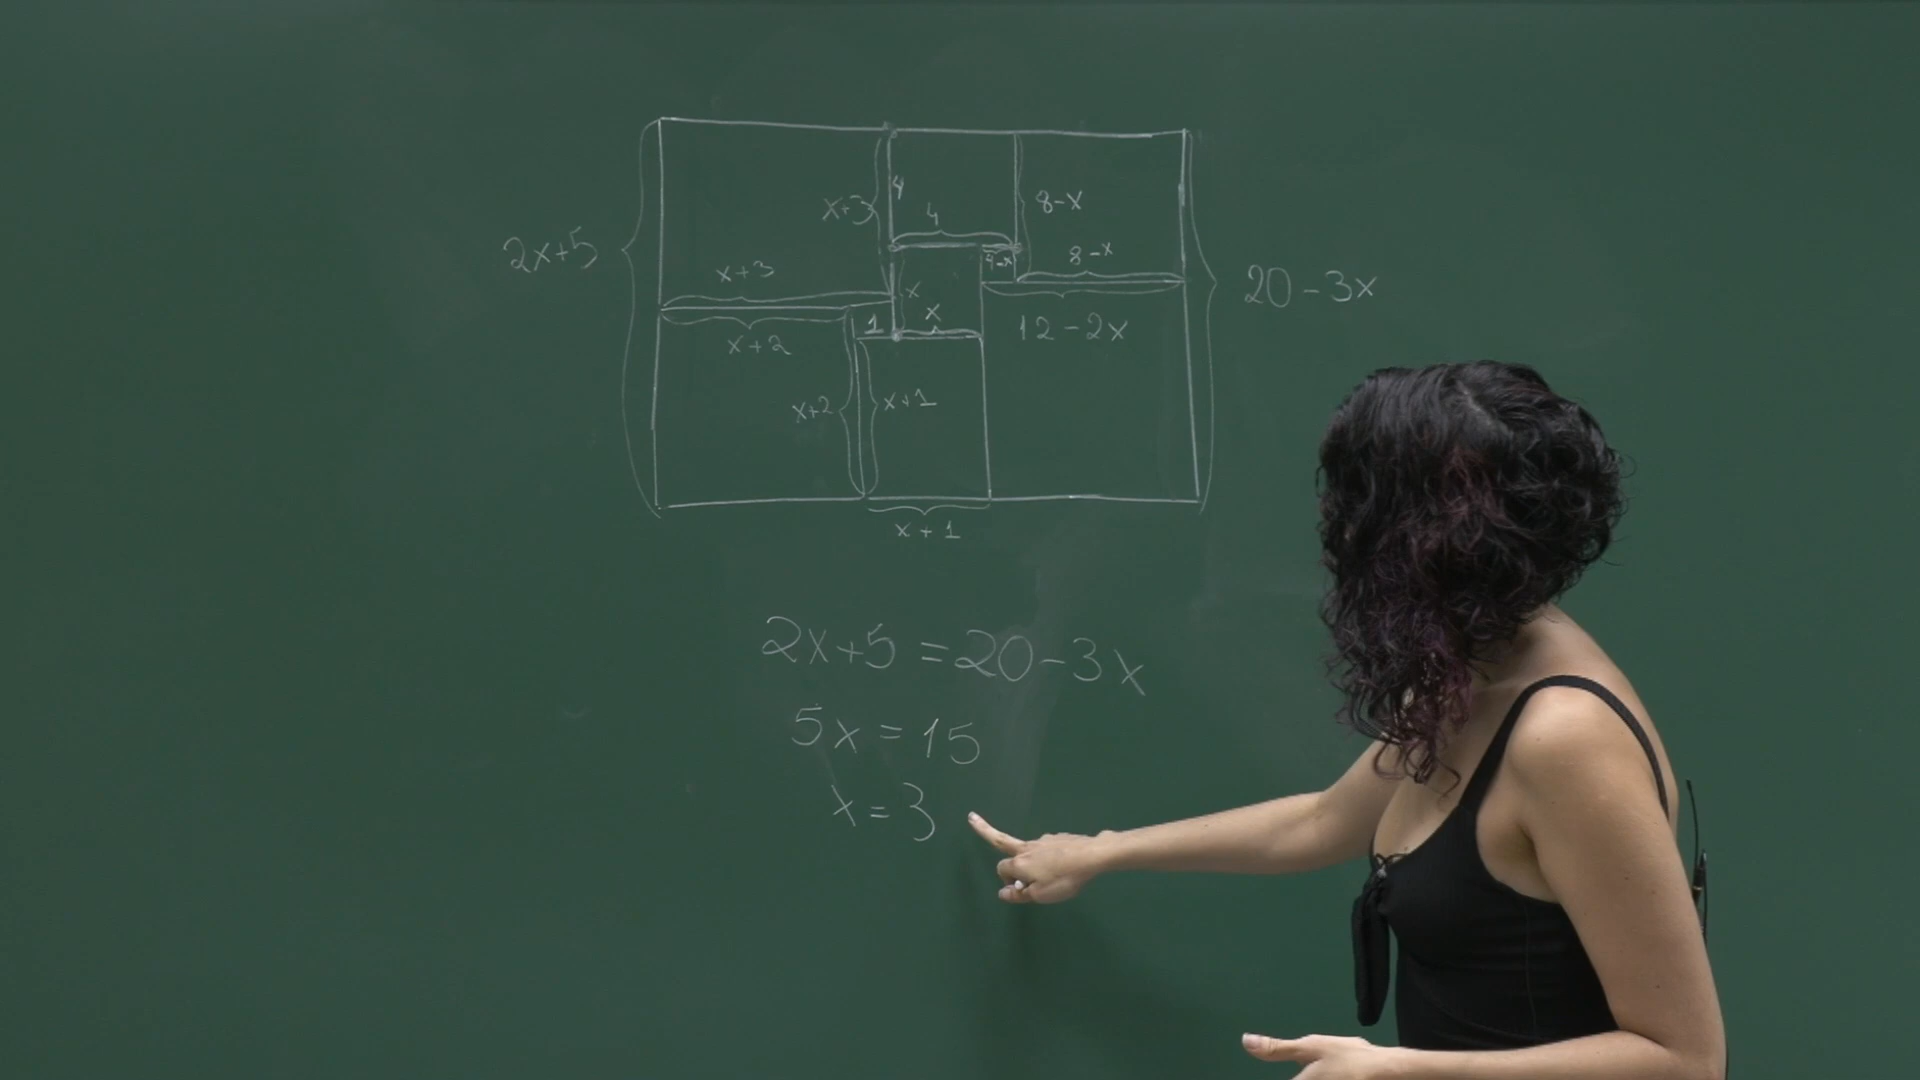 4
x+3
8-x
4
2x+5
4-x
8-x
x+3
x
20-3x
x
1
12-2x
x+2
x+2
x+1
x+1
2x+5=20-3x
5x=15
x=3